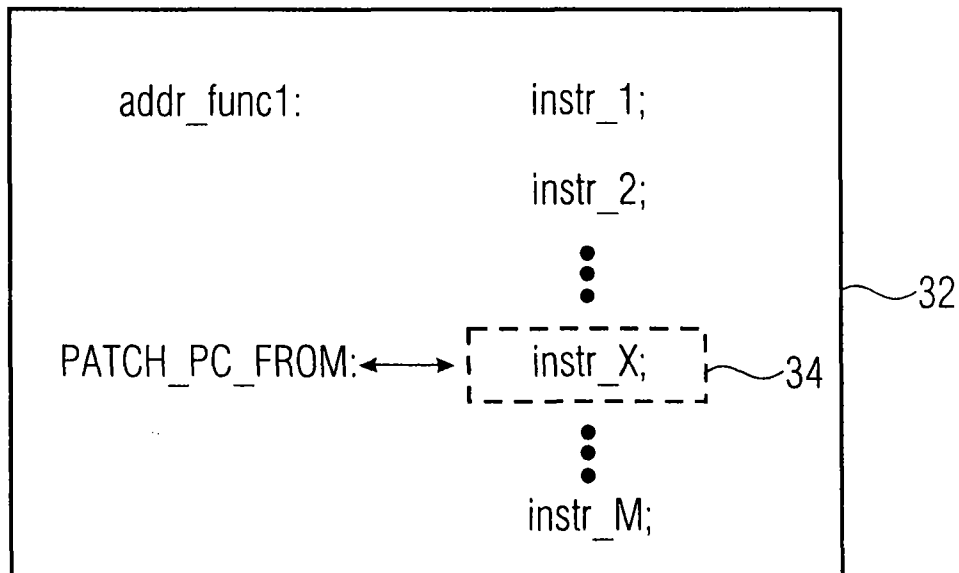 addr_func1: instr_1;
instr_2;
32
PATCH_PC_FROM: instr_X; 34
instr_M;